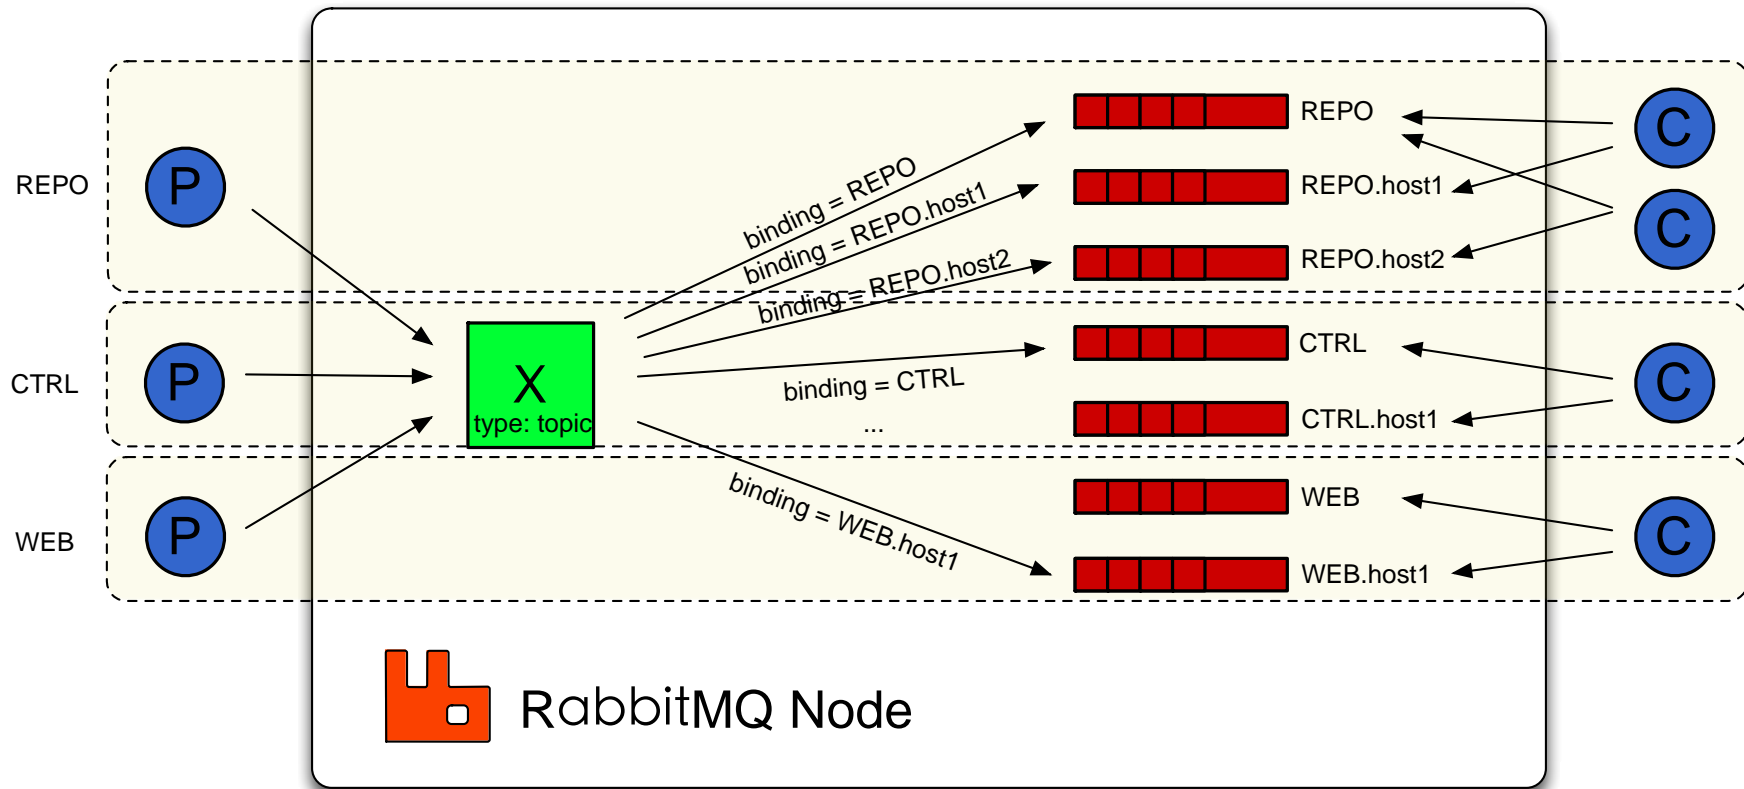 REPO
P
binding = REPO
binding = REPO.host1
binding = REPO.host2
REPO
REPO.host1
REPO.host2
C
C
CTRL
P
X
type: topic
binding = CTRL
...
CTRL
CTRL.host1
C
WEB
P
binding = WEB.host1
WEB
WEB.host1
C
RabbitMQ Node